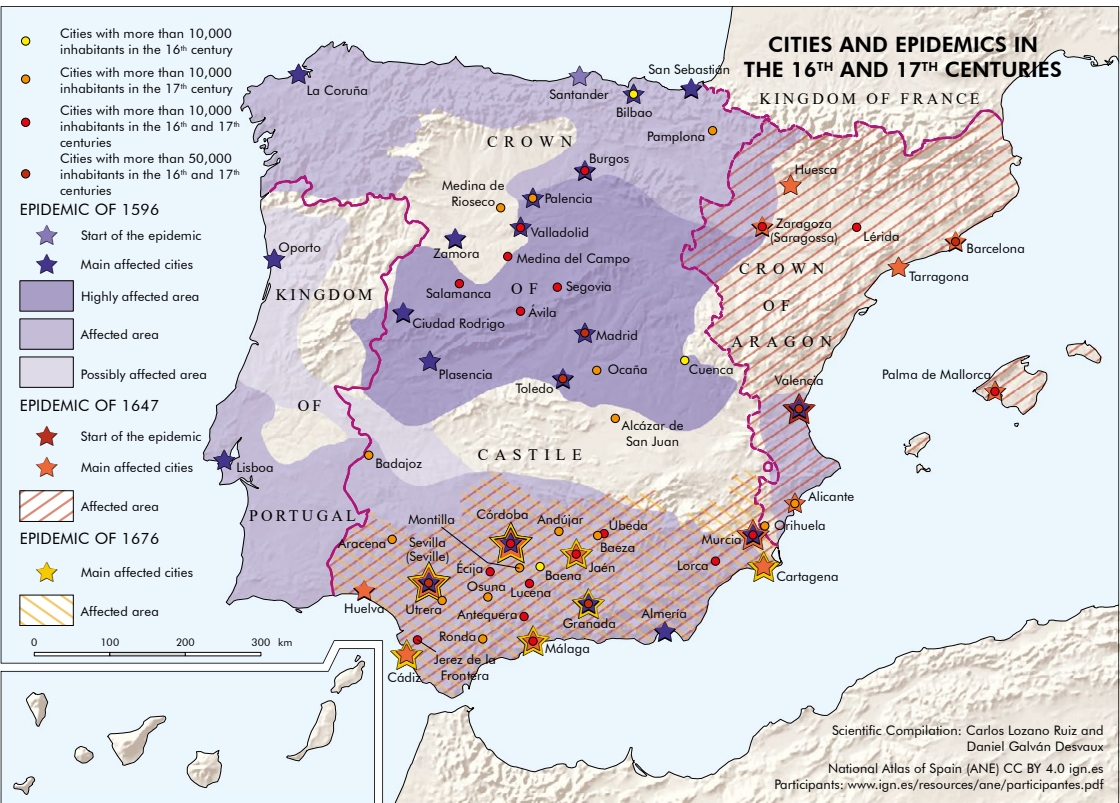 CITIES AND EPIDEMICS IN
THE 16TH AND 17TH CENTURIES
Cities with more than 10,000
inhabitants in the 16th century
Cities with more than 10,000
inhabitants in the 17th century
Cities with more than 10,000
inhabitants in the 16th and 17th
centuries
Cities with more than 50,000
inhabitants in the 16th and 17th
centuries
EPIDEMIC OF 1596
Start of the epidemic
Main affected cities
Highly affected area
Affected area
Possibly affected area
EPIDEMIC OF 1647
Start of the epidemic
Main affected cities
Affected area
EPIDEMIC OF 1676
Main affected cities
Affected area
0 100 200 300 km
KINGDOM OF FRANCE
La Coruña
Santander
San Sebastián
Bilbao
Pamplona
CROWN
Burgos
Huesca
Medina de
Rioseco
Palencia
Zaragoza
(Saragossa)
Lérida
Valladolid
Barcelona
Zamora
Oporto
Medina del Campo
Tarragona
CROWN
KINGDOM
Salamanca
OF
Segovia
OF
Ávila
Ciudad Rodrigo
Madrid
ARAGON
Plasencia
Ocaña
Cuenca
Toledo
Valencia
Palma de Mallorca
OF
Alcázar de
San Juan
CASTILE
Badajoz
Lisboa
Alicante
PORTUGAL
Montilla
Córdoba
Andújar
Úbeda
Orihuela
Aracena
Sevilla
(Seville)
Baeza
Murcia
Écija
Baena
Jaén
Lorca
Cartagena
Osuna
Lucena
Huelva
Utrera
Antequera
Granada
Almería
Ronda
Málaga
Jerez de la
Frontera
Cádiz
Scientific Compilation: Carlos Lozano Ruiz and
Daniel Galván Desvaux
National Atlas of Spain (ANE) CC BY 4.0 ign.es
Participants: www.ign.es/resources/ane/participantes.pdf